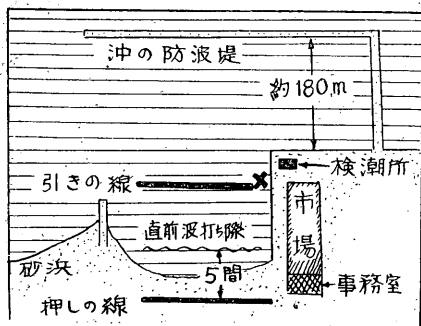 沖の防波堤
約180m
検潮所
引きの線
市場
直前波打ち際
砂浜
5間
事務室
押しの線